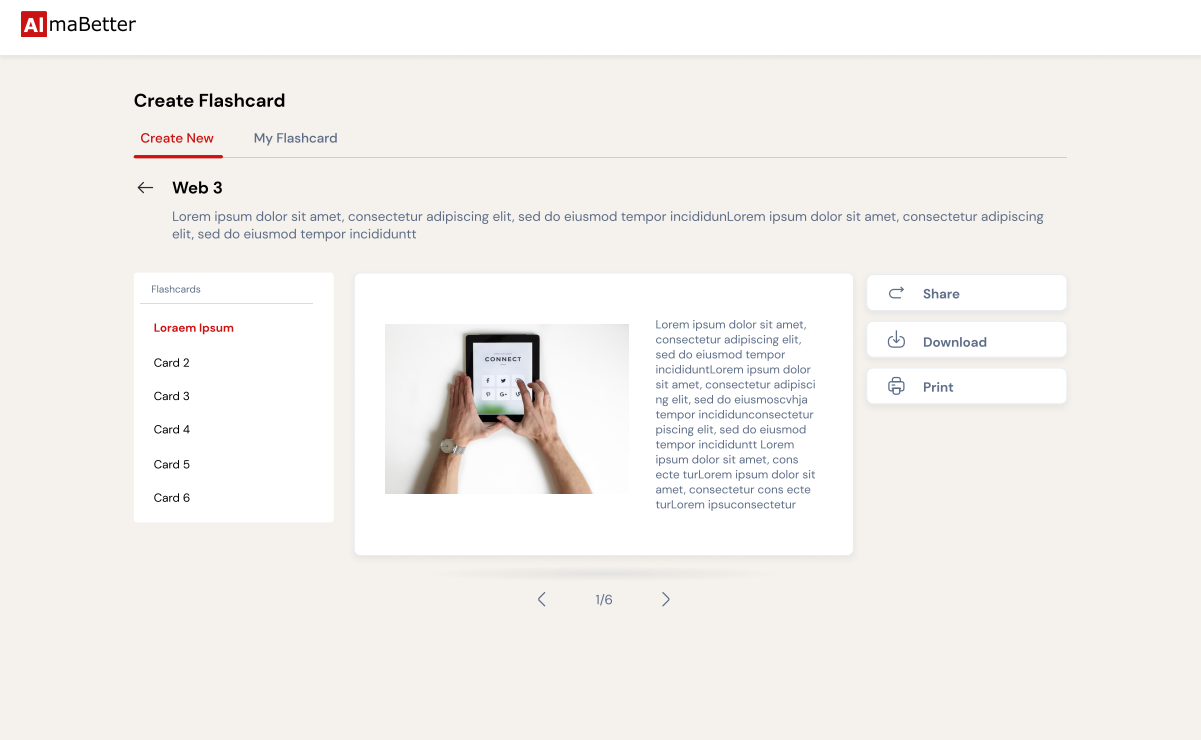 AlmaBetter
Create Flashcard
Create New
My Flashcard
Web 3
Lorem ipsum dolor sit amet, consectetur adipiscing elit, sed do eiusmod tempor incididunLorem ipsum dolor sit amet, consectetur adipiscing
elit, sed do eiusmod tempor incididuntt
Flashcards
Loraem Ipsum
Card 2
Card 3
Card 4
Card 5
Card 6
CONNECT
Lorem ipsum dolor sit amet,
consectetur adipiscing elit,
sed do eiusmod tempor
incididuntLorem ipsum dolor
sit amet, consectetur adipisci
ng elit, sed do eiusmoscvhja
tempor incididunconsectetur
piscing elit, sed do eiusmod
tempor incididuntt Lorem
ipsum dolor sit amet, cons
ecte turLorem ipsum dolor sit
amet, consectetur cons ecte
turLorem ipsuconsectetur
Share
Download
Print
1/6